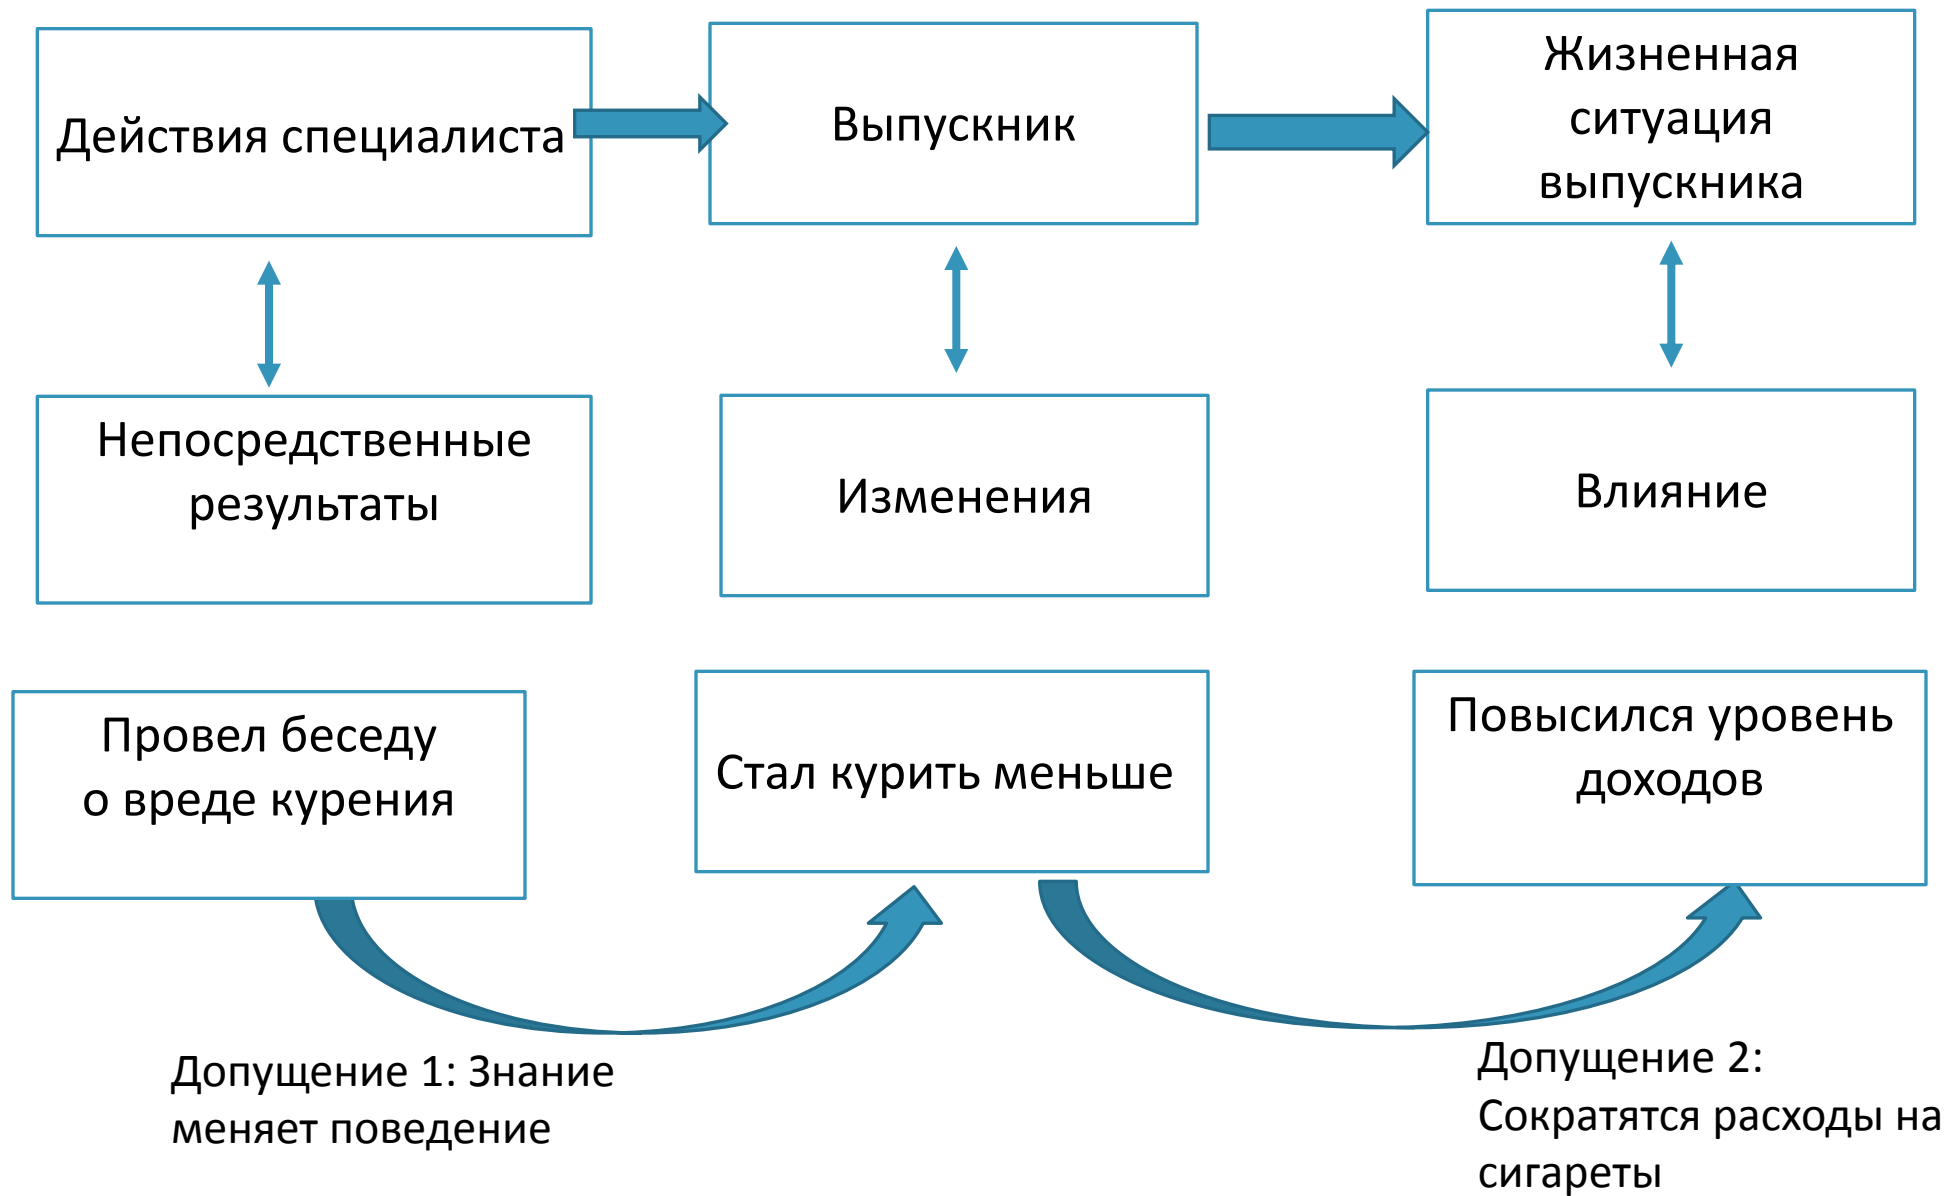 Действия специалиста
Выпускник
Жизненная
ситуация
выпускника
Непосредственные
результаты
Изменения
Влияние
Провел беседу
о вреде курения
Стал курить меньше
Повысился уровень
доходов
Допущение 1: Знание
меняет поведение
Допущение 2:
Сократятся расходы на
сигареты